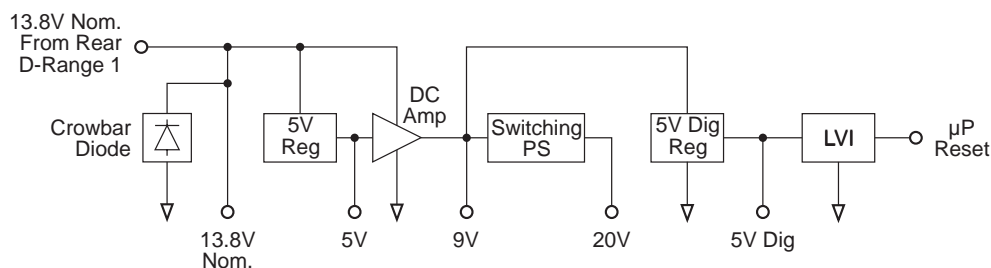 13.8V Nom.
From Rear
D-Range 1
Crowbar
Diode
5V
Reg
DC
Amp
Switching
PS
5V Dig
Reg
LVI
µP
Reset
13.8V
Nom.
5V
9V
20V
5V Dig